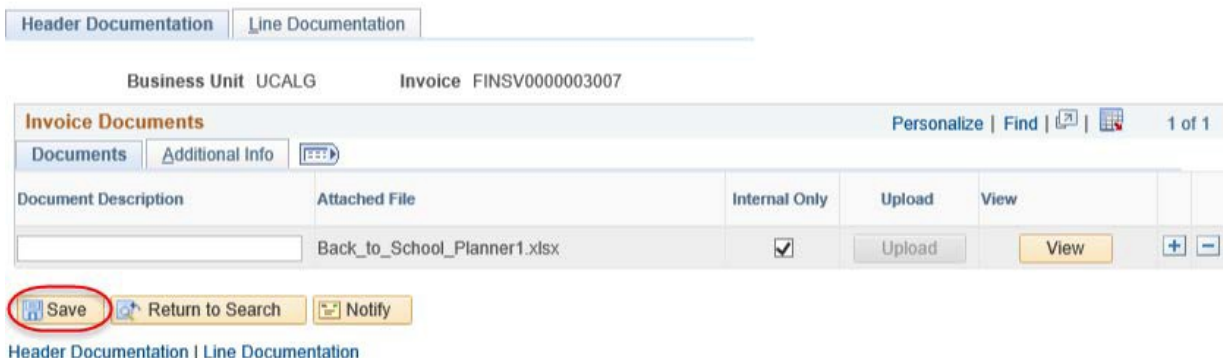 Header Documentation Line Documentation
Business Unit UCALG Invoice FINSV0000003007
Invoice Documents Personalize | Find | | 1 of 1
Documents Additional Info
Document Description Attached File Internal Only Upload View
Back_to_School_Planner1.xlsx Upload View
Save Return to Search Notify
Header Documentation | Line Documentation